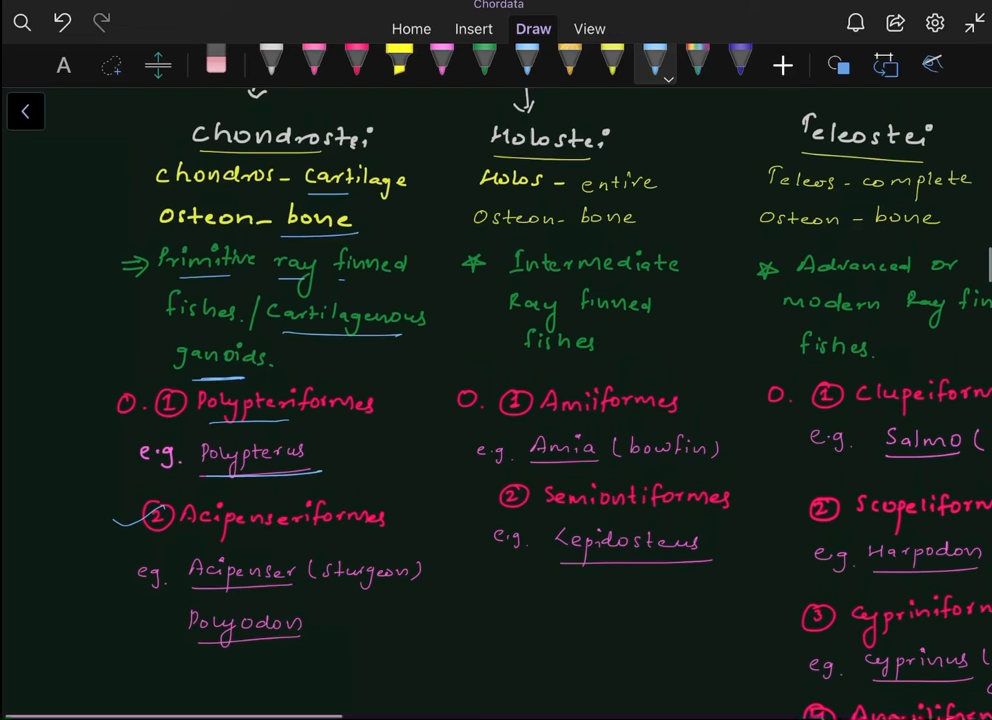 Chordata
Home Insert Draw View
A
Chondrostei
Chondros- cartilage
Osteon- bone
⇒ Primitive ray finned
fishes. / Cartilagenous
ganoids.
O. ① Polypteriformes
e.g. Polypterus
② Acipenseriformes
eg. Acipenser (sturgeon)
Polyodon
Holostei
Holos - entire
Osteon- bone
* Intermediate
Ray finned
fishes
O. ① Amiiformes
e.g. Amia (bowfin)
② Semiontiformes
e.g. Lepidosteus
Teleostei
Teleos - complete
Osteon - bone
* Advanced or
modern Ray fin
fishes.
O. ① Clupeiform
e.g. Salmo (
② Scopeliform
e.g Harpodon
③ Cypriniform
eg. Cyprinus (